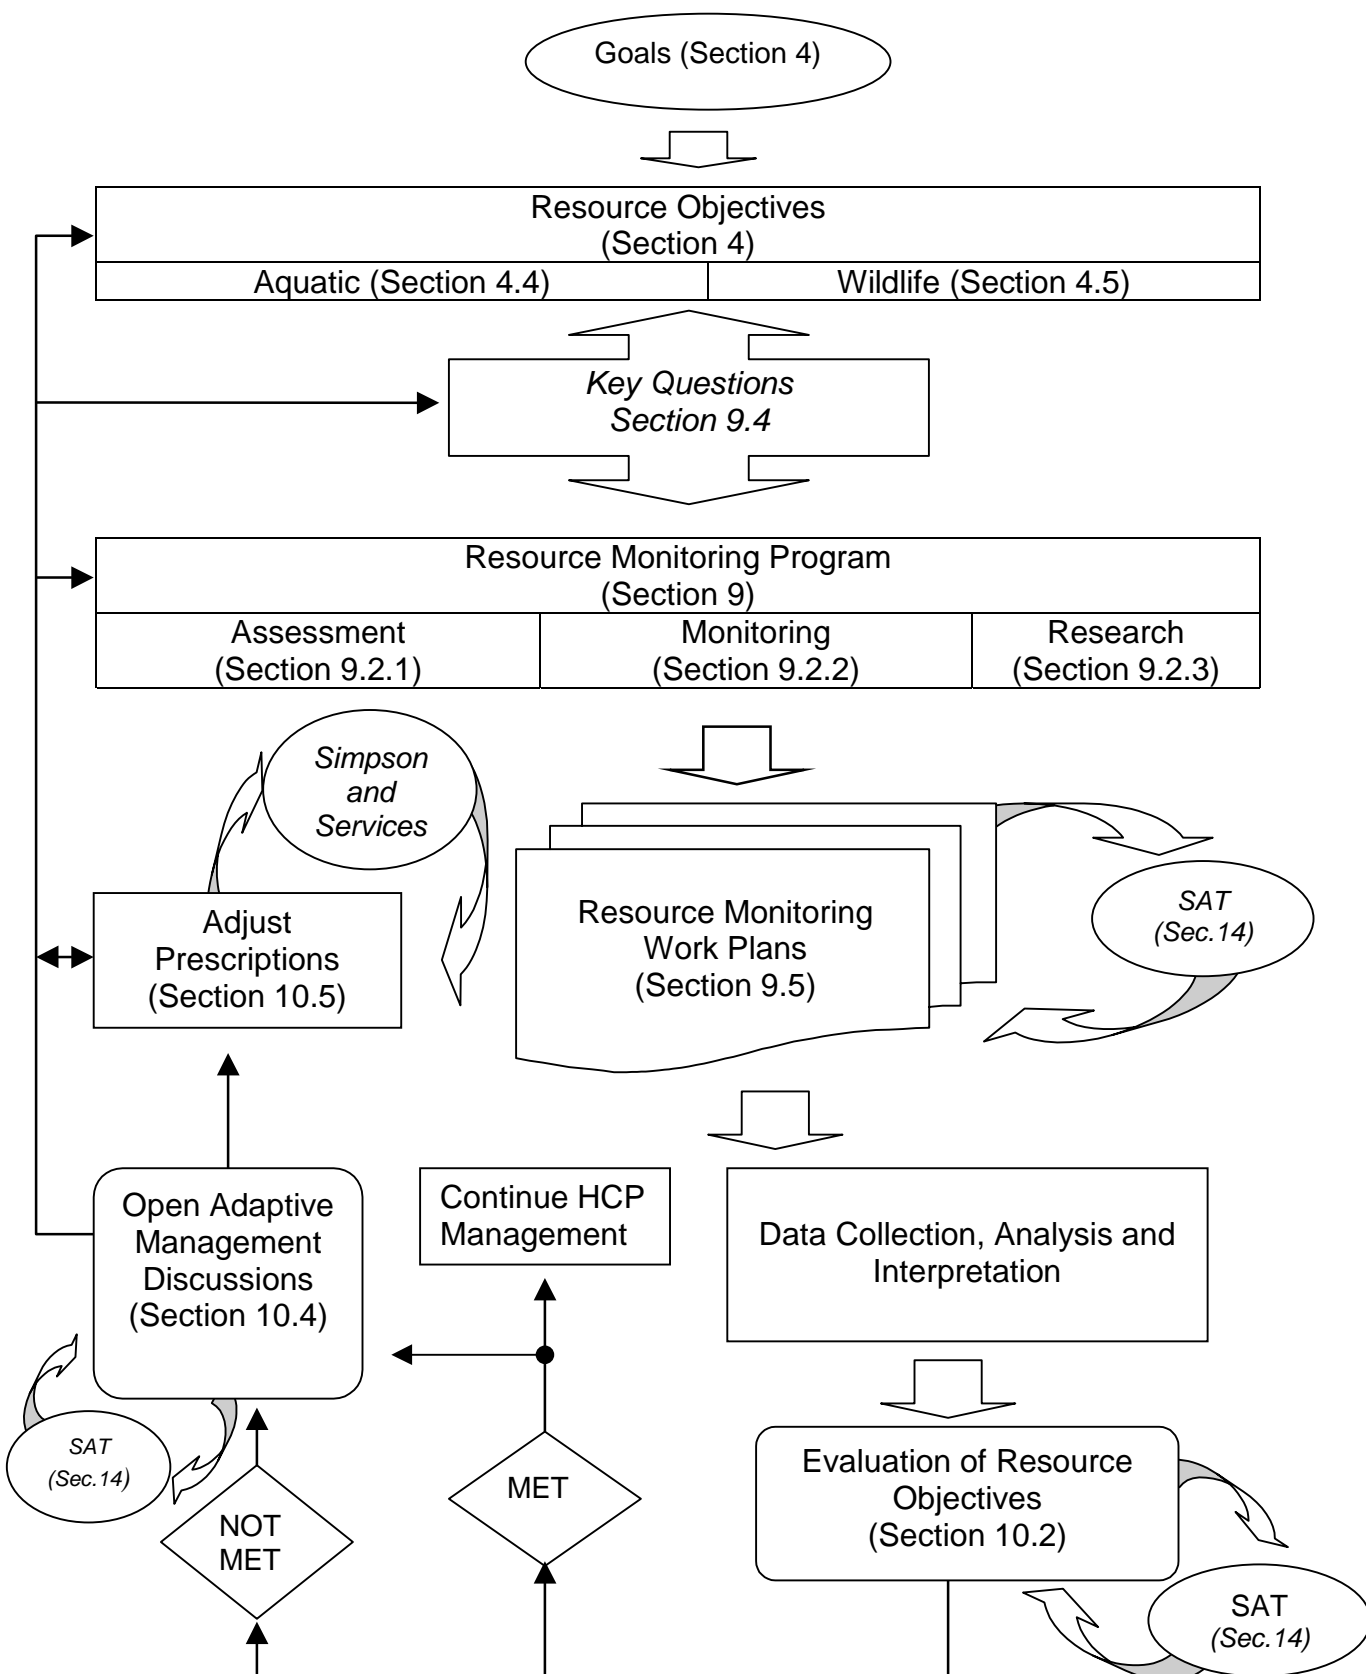 Goals (Section 4)
Resource Objectives
(Section 4)
Aquatic (Section 4.4)
Wildlife (Section 4.5)
Key Questions
Section 9.4
Resource Monitoring Program
(Section 9)
Assessment
(Section 9.2.1)
Monitoring
(Section 9.2.2)
Research
(Section 9.2.3)
Simpson
and
Services
Adjust
Prescriptions
(Section 10.5)
Resource Monitoring
Work Plans
(Section 9.5)
SAT
(Sec.14)
Open Adaptive
Management
Discussions
(Section 10.4)
Continue HCP
Management
Data Collection, Analysis and
Interpretation
SAT
(Sec.14)
NOT
MET
MET
Evaluation of Resource
Objectives
(Section 10.2)
SAT
(Sec.14)